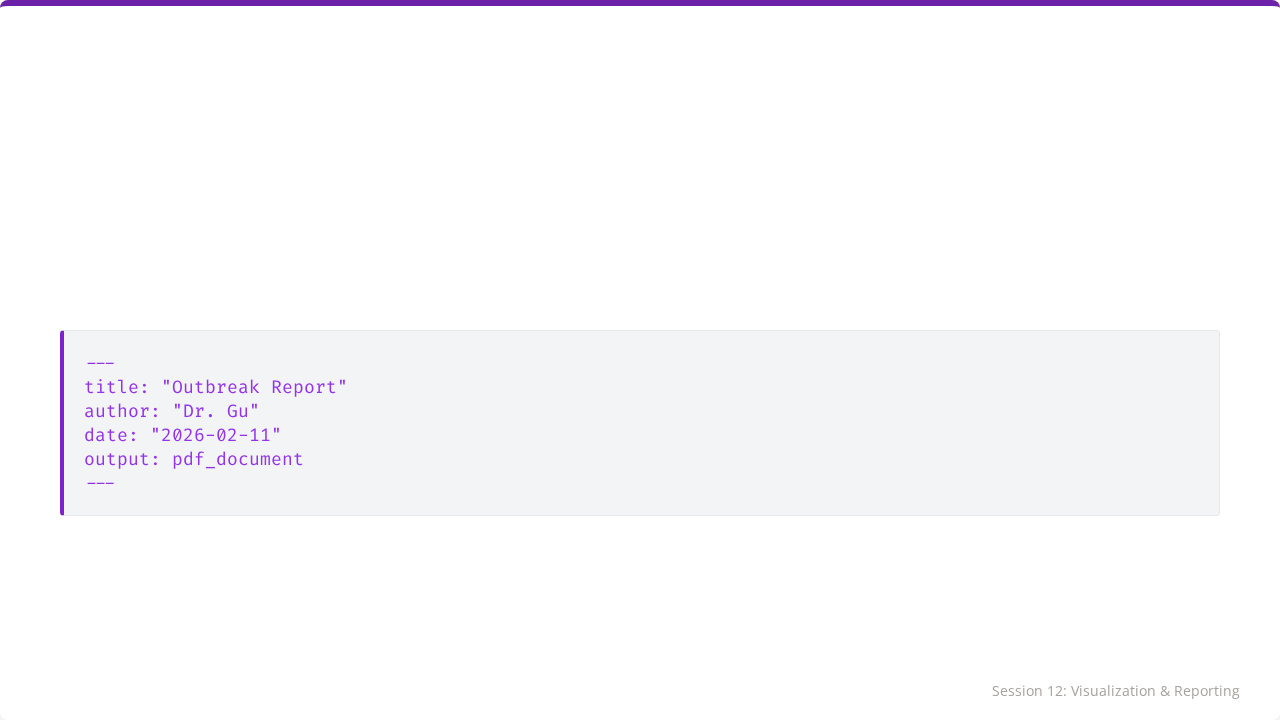 ---
title: "Outbreak Report"
author: "Dr. Gu"
date: "2026-02-11"
output: pdf_document
---
Session 12: Visualization & Reporting